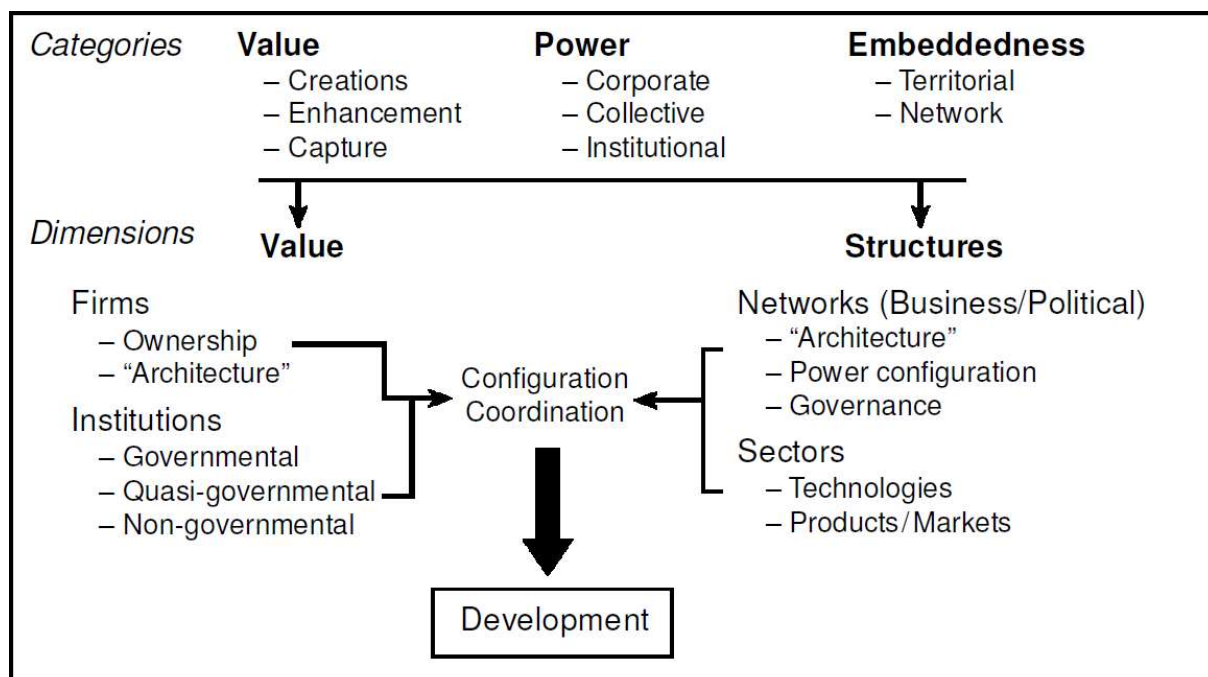 Categories
Value
– Creations
– Enhancement
– Capture
Power
– Corporate
– Collective
– Institutional
Embeddedness
– Territorial
– Network
Dimensions
Value
Firms
– Ownership
– “Architecture”
Institutions
– Governmental
– Quasi-governmental
– Non-governmental
Configuration
Coordination
Structures
Networks (Business/Political)
– “Architecture”
– Power configuration
– Governance
Sectors
– Technologies
– Products/Markets
Development